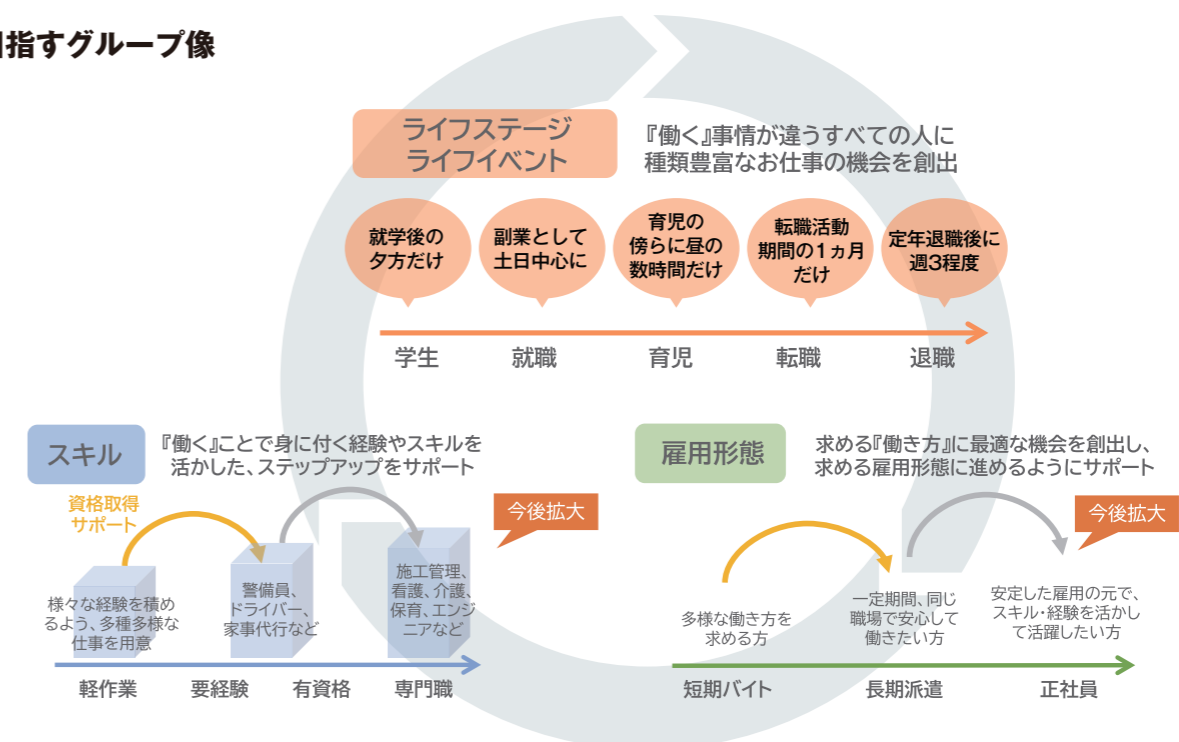 指すグループ像
ライフステージ
ライフイベント
『働く』事情が違うすべての人に
種類豊富なお仕事の機会を創出
就学後の
夕方だけ
副業として
土日中心に
育児の
傍らに昼の
数時間だけ
転職活動
期間の1ヵ月
だけ
定年退職後に
週3程度
学生
就職
育児
転職
退職
スキル
『働く』ことで身に付く経験やスキルを
活かした、ステップアップをサポート
資格取得
サポート
今後拡大
様々な経験を積め
るよう、多種多様な
仕事を用意
警備員、
ドライバー、
家事代行など
施工管理、
看護、介護、
保育、エンジ
ニアなど
軽作業
要経験
有資格
専門職
雇用形態
求める『働き方』に最適な機会を創出し、
求める雇用形態に進めるようにサポート
今後拡大
多様な働き方を
求める方
一定期間、同じ
職場で安心して
働きたい方
安定した雇用の元で、
スキル・経験を活かし
て活躍したい方
短期バイト
長期派遣
正社員